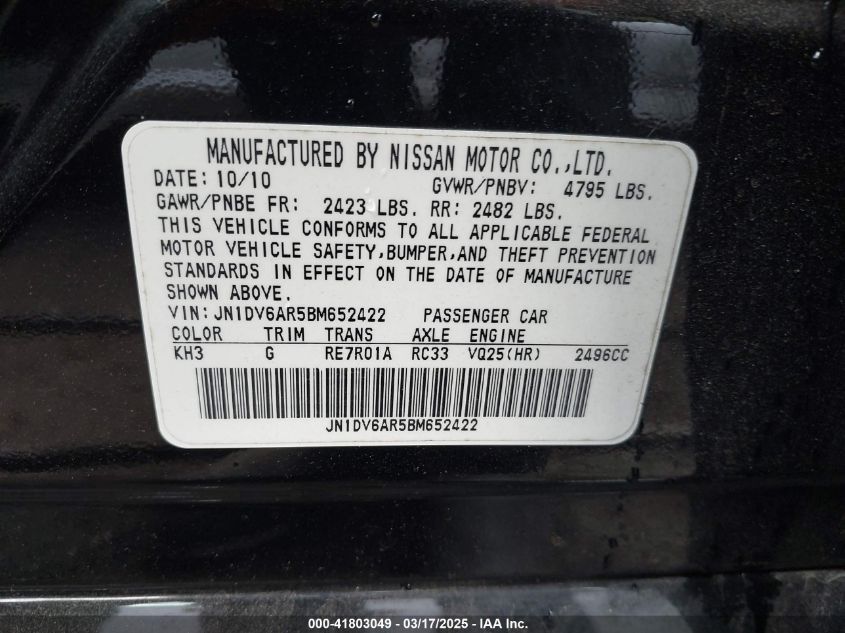 MANUFACTURED BY NISSAN MOTOR CO.,LTD.
DATE: 10/10 GVWR/PNBV: 4795 LBS.
GAWR/PNBE FR: 2423 LBS. RR: 2482 LBS.
THIS VEHICLE CONFORMS TO ALL APPLICABLE FEDERAL
MOTOR VEHICLE SAFETY,BUMPER,AND THEFT PREVENTION
STANDARDS IN EFFECT ON THE DATE OF MANUFACTURE
SHOWN ABOVE.
VIN:JN1DV6AR5BM652422 PASSENGER CAR
COLOR TRIM TRANS AXLE ENGINE
KH3 G RE7R01A RC33 VQ25(HR) 2496CC
JN1DV6AR5BM652422
000-41803049 - 03/17/2025 - IAA Inc.